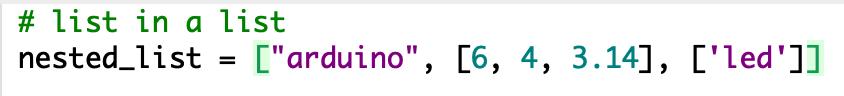 # list in a list
nested_list = ["arduino", [6, 4, 3.14], ['led']]